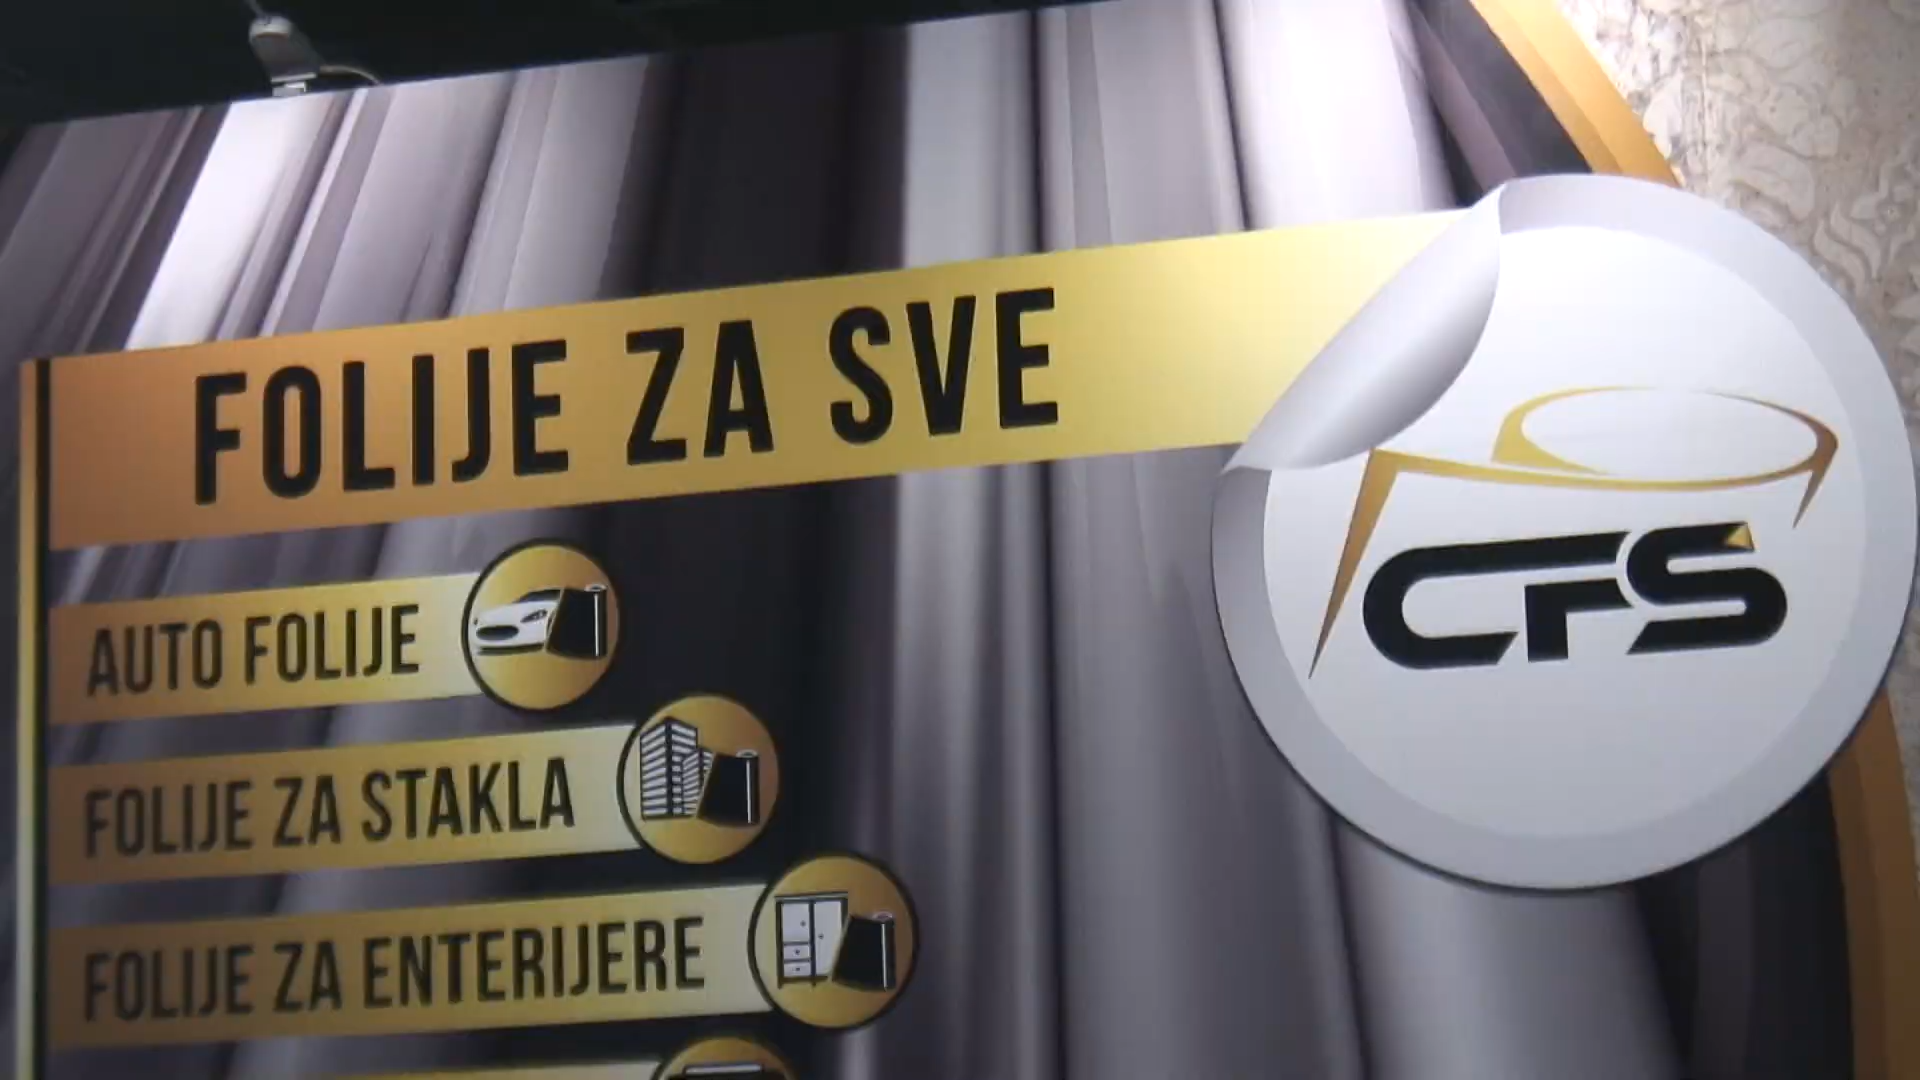 FOLIJE ZA SVE
CFS
AUTO FOLIJE
FOLIJE ZA STAKLA
FOLIJE ZA ENTERIJERE